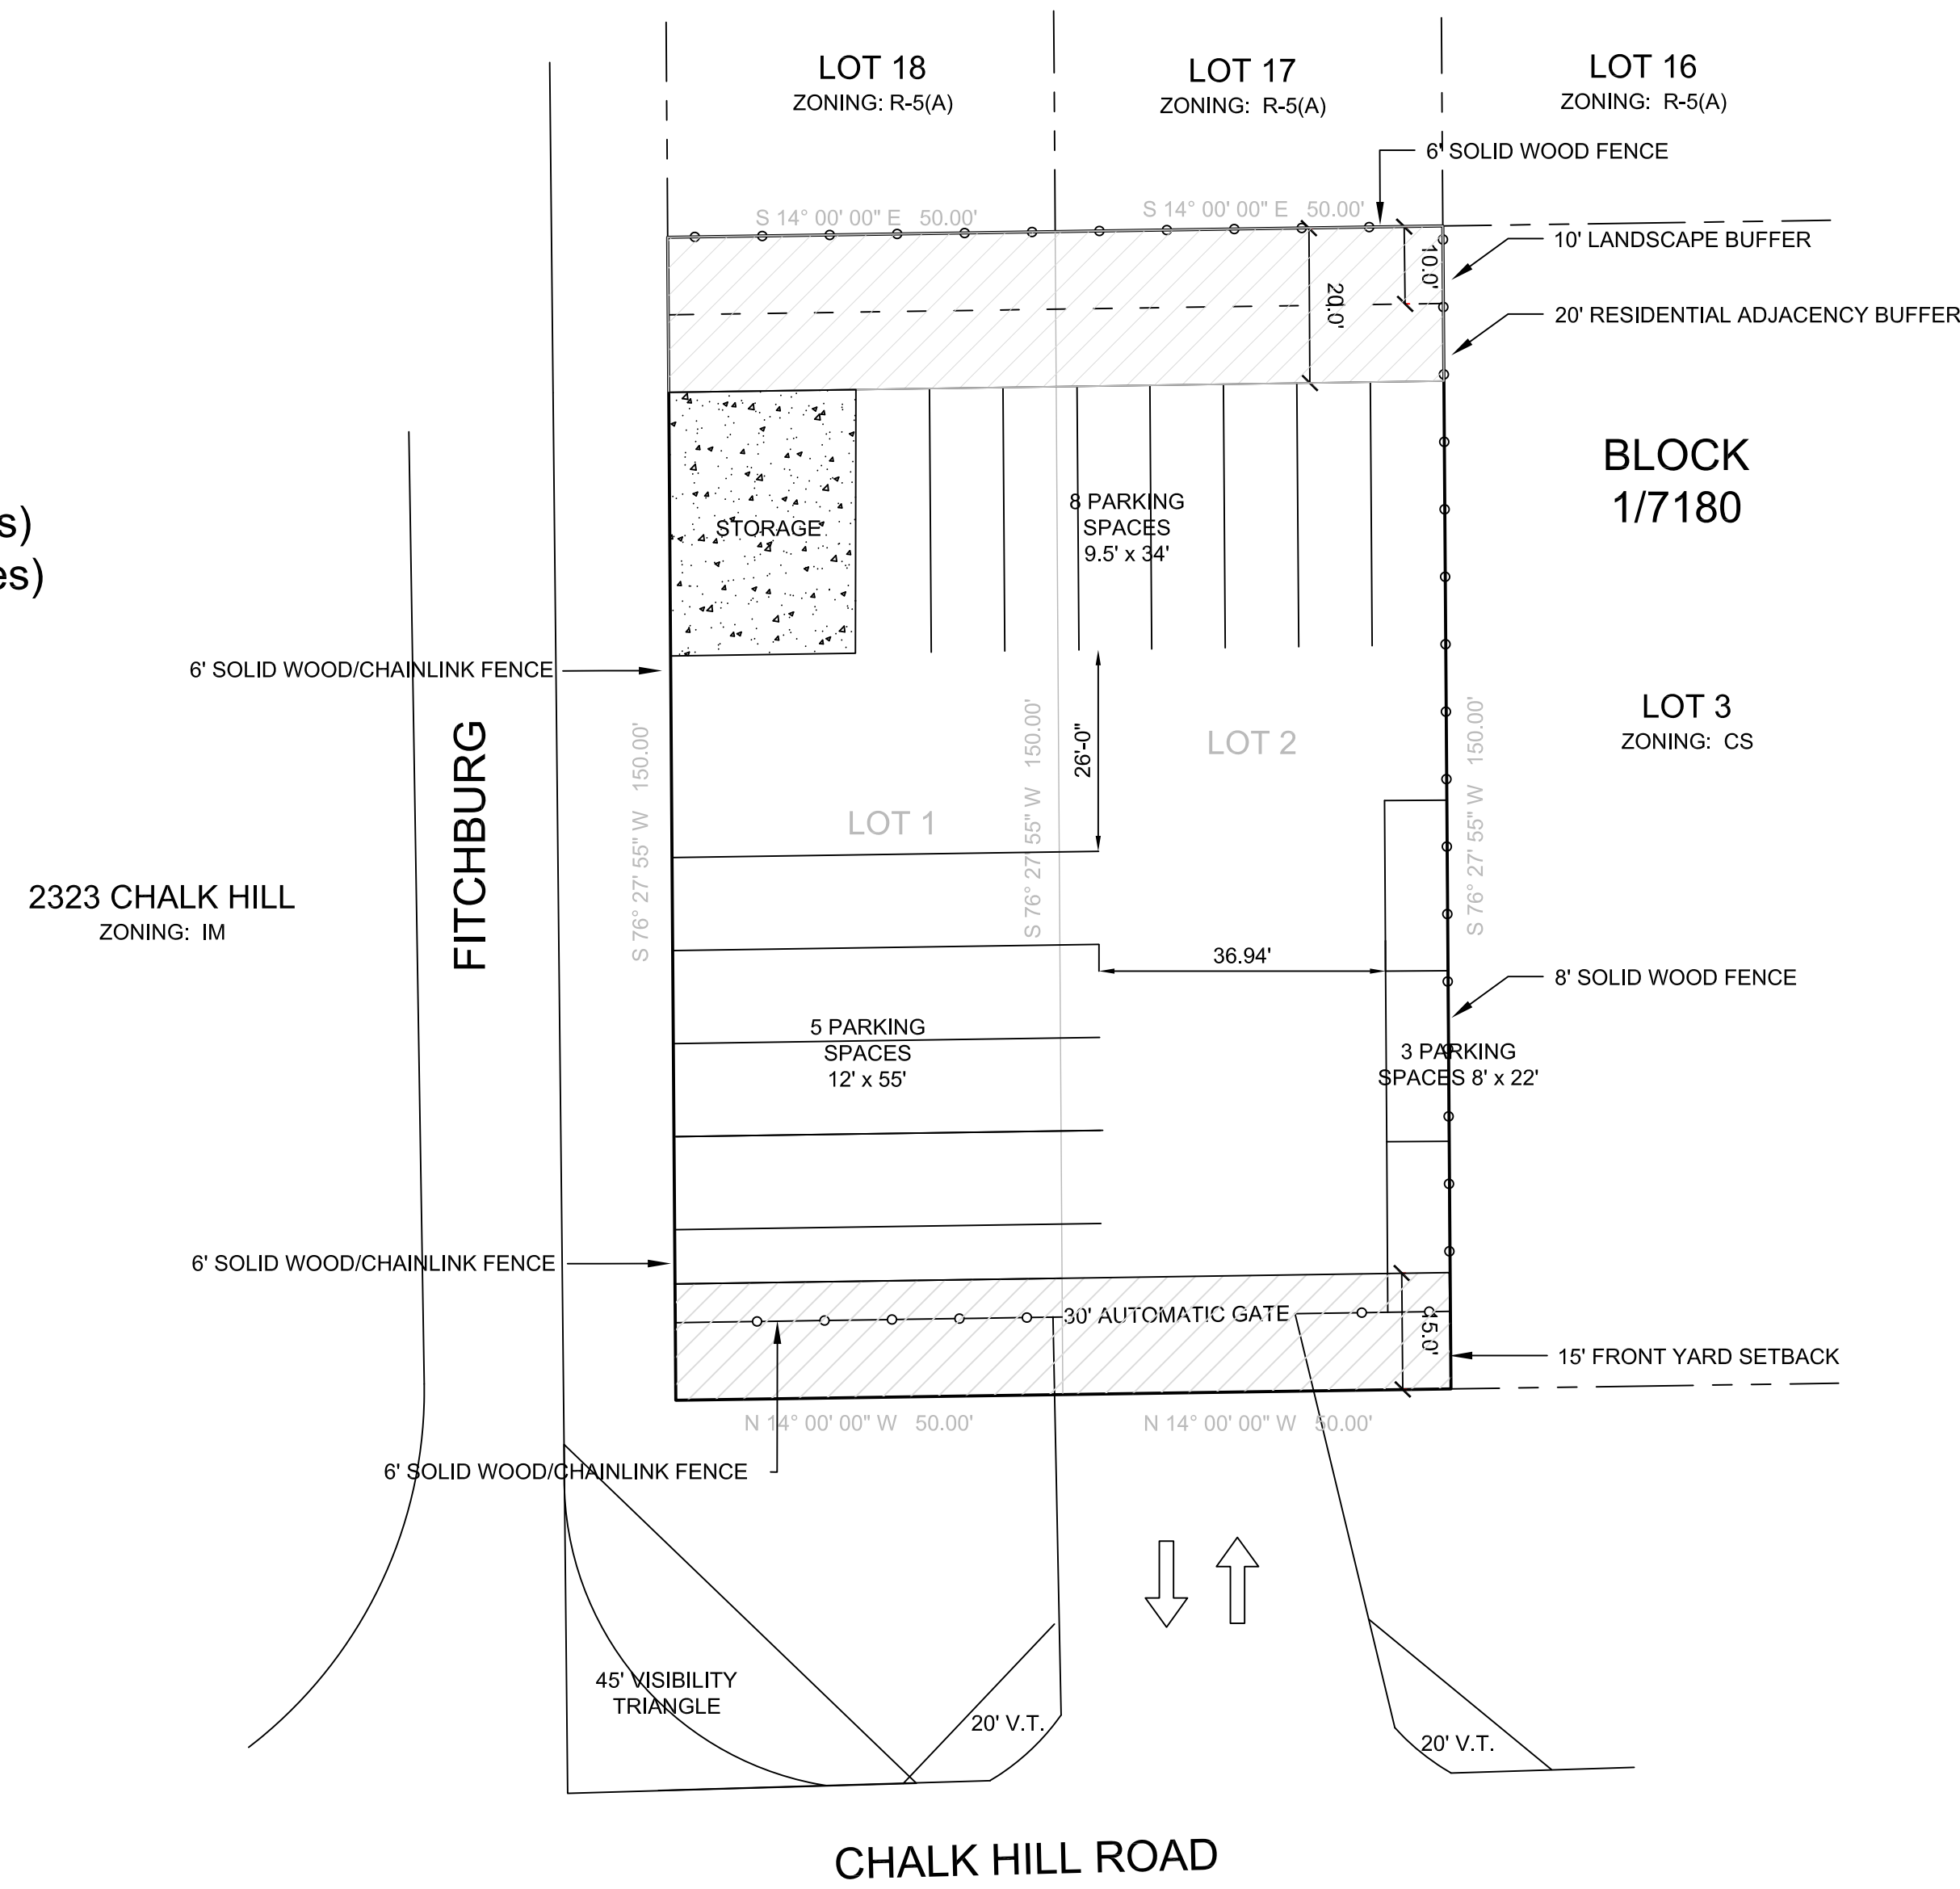 LOT 18
ZONING: R-5(A)
LOT 17
ZONING: R-5(A)
LOT 16
ZONING: R-5(A)
6' SOLID WOOD FENCE
S 14° 00' 00" E 50.00'
S 14° 00' 00" E 50.00'
10' LANDSCAPE BUFFER
10.0'
20.0'
20' RESIDENTIAL ADJACENCY BUFFER
BLOCK
1/7180
s)
es)
STORAGE
8 PARKING
SPACES
9.5' x 34'
6' SOLID WOOD/CHAINLINK FENCE
FITCHBURG
S 76° 27' 55" W 150.00'
S 76° 27' 55" W 150.00'
26'-0"
LOT 2
S 76° 27' 55" W 150.00'
LOT 3
ZONING: CS
LOT 1
2323 CHALK HILL
ZONING: IM
36.94'
8' SOLID WOOD FENCE
5 PARKING
SPACES
12' x 55'
3 PARKING
SPACES 8' x 22'
6' SOLID WOOD/CHAINLINK FENCE
30' AUTOMATIC GATE
15.0'
15' FRONT YARD SETBACK
N 14° 00' 00" W 50.00'
N 14° 00' 00" W 50.00'
6' SOLID WOOD/CHAINLINK FENCE
45' VISIBILITY
TRIANGLE
20' V.T.
20' V.T.
CHALK HILL ROAD